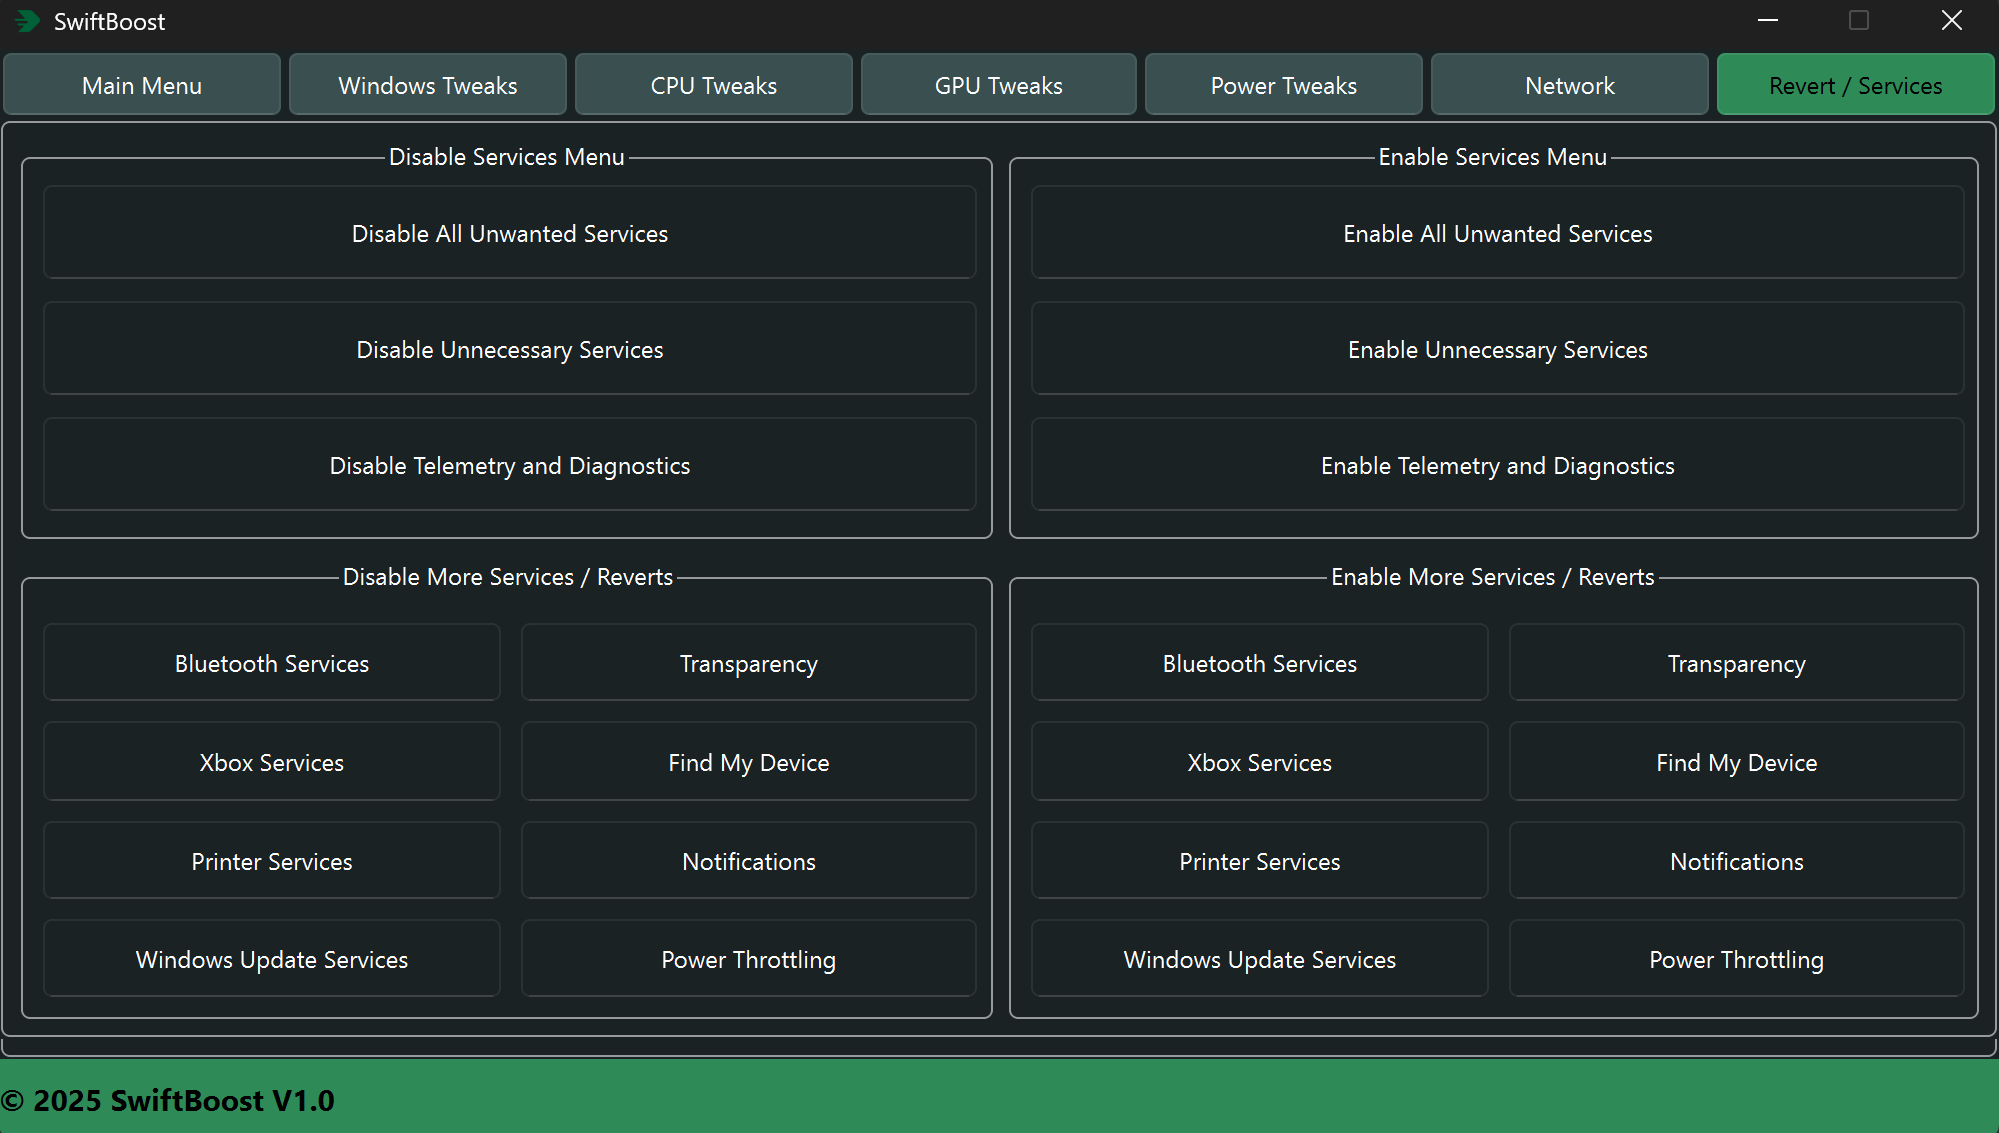 SwiftBoost
Main Menu
Windows Tweaks
CPU Tweaks
GPU Tweaks
Power Tweaks
Network
Revert / Services
Disable Services Menu
Disable All Unwanted Services
Disable Unnecessary Services
Disable Telemetry and Diagnostics
Enable Services Menu
Enable All Unwanted Services
Enable Unnecessary Services
Enable Telemetry and Diagnostics
Disable More Services / Reverts
Bluetooth Services
Transparency
Xbox Services
Find My Device
Printer Services
Notifications
Windows Update Services
Power Throttling
Enable More Services / Reverts
Bluetooth Services
Transparency
Xbox Services
Find My Device
Printer Services
Notifications
Windows Update Services
Power Throttling
© 2025 SwiftBoost V1.0